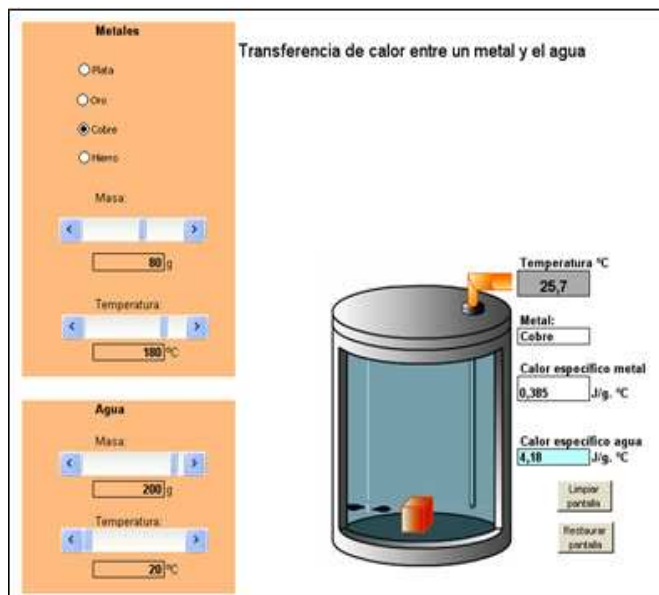 Metales
Transferencia de calor entre un metal y el agua
Plata
Oro
Cobre
Hierro
Masa:
80 g
Temperatura:
180 ºC
Agua
Masa:
200 g
Temperatura:
20 ºC
Temperatura ºC
25,7
Metal:
Cobre
Calor específico metal
0,385 J/g. ºC
Calor específico agua
4,18 J/g. ºC
Limpiar
pantalla
Restaurar
pantalla